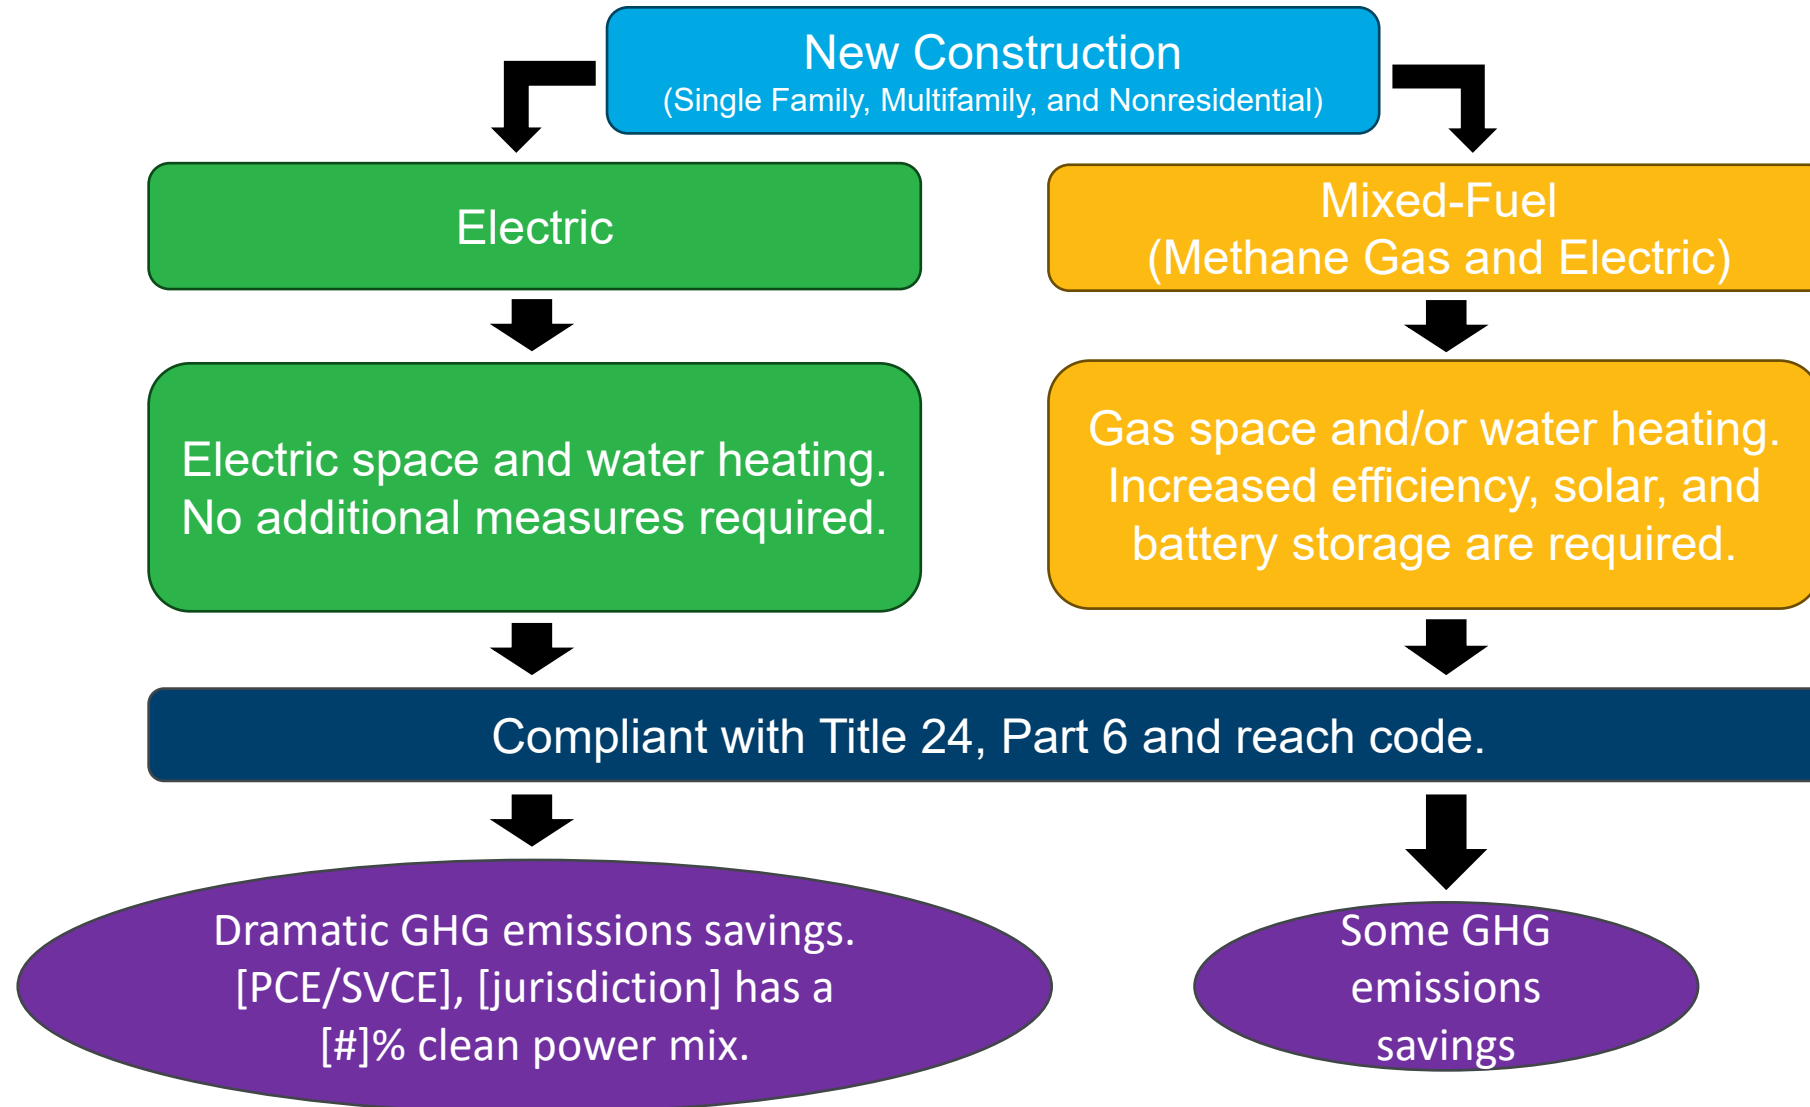 New Construction
(Single Family, Multifamily, and Nonresidential)
Electric
Mixed-Fuel
(Methane Gas and Electric)
Electric space and water heating.
No additional measures required.
Gas space and/or water heating.
Increased efficiency, solar, and
battery storage are required.
Compliant with Title 24, Part 6 and reach code.
Dramatic GHG emissions savings.
[PCE/SVCE], [jurisdiction] has a
[#]% clean power mix.
Some GHG
emissions
savings